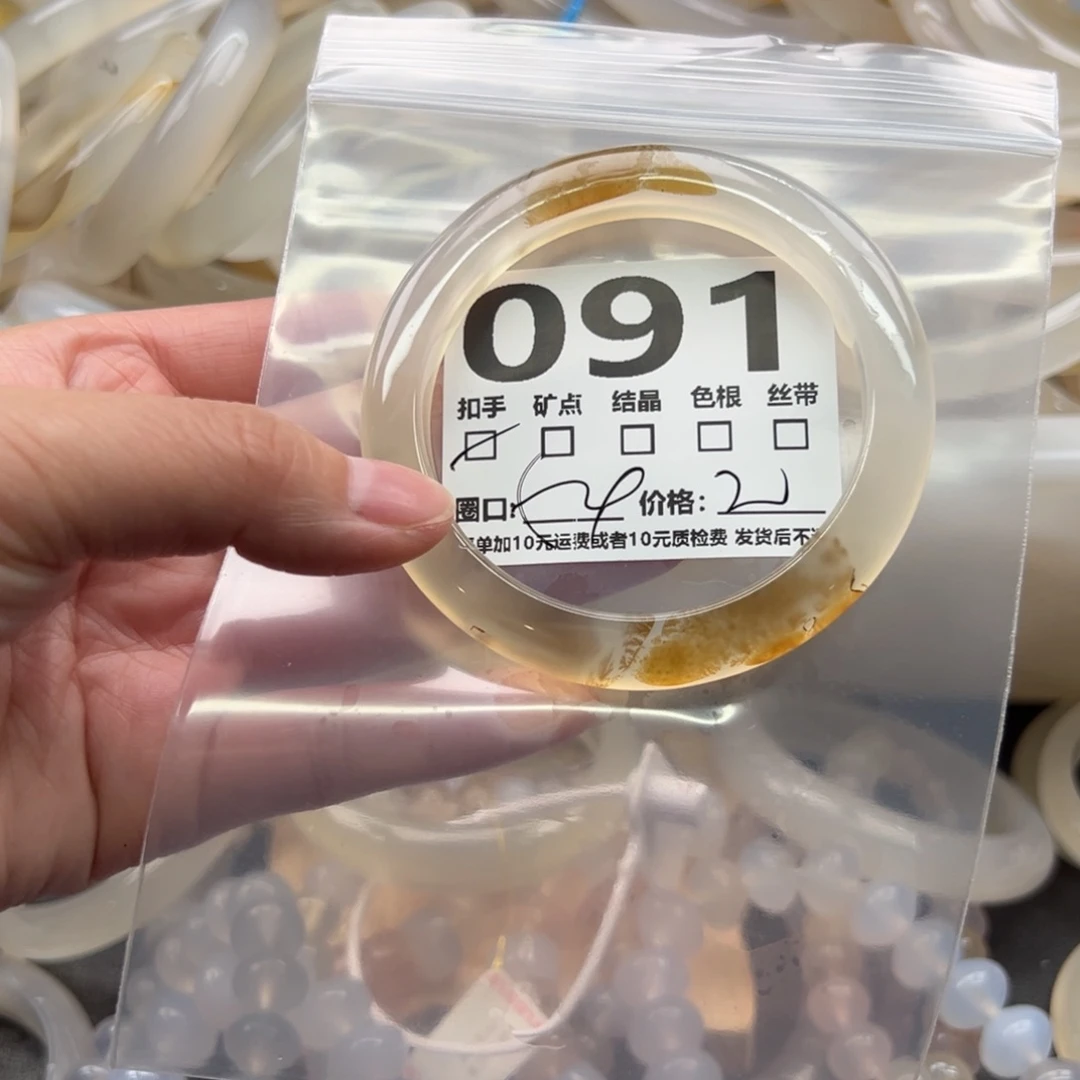 091
扣手 矿点 结晶 色根 丝带
圈口: 价格:
单加10元运费或者10元质检费 发货后不